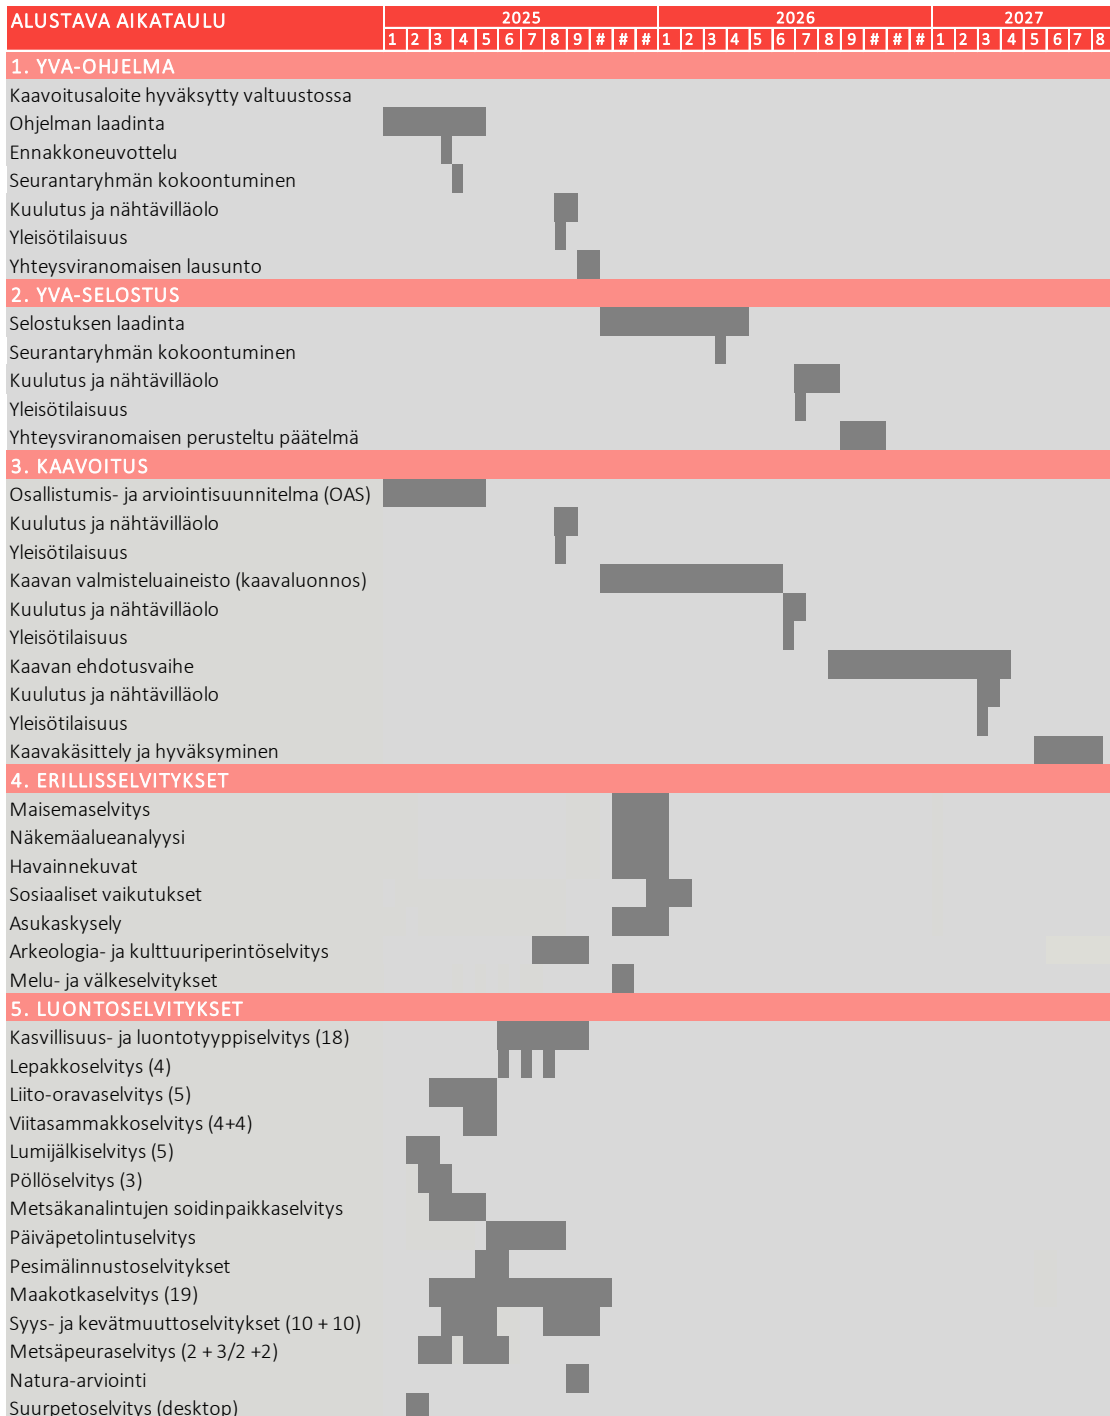 ALUSTAVA AIKATAULU 2025 2026 2027
1 2 3 4 5 6 7 8 9 # # # 1 2 3 4 5 6 7 8 9 # # # 1 2 3 4 5 6 7 8
1. YVA-OHJELMA
Kaavoitusaloite hyväksytty valtuustossa
Ohjelman laadinta
Ennakkoneuvottelu
Seurantaryhmän kokoontuminen
Kuulutus ja nähtävilläolo
Yleisötilaisuus
Yhteysviranomaisen lausunto
2. YVA-SELOSTUS
Selostuksen laadinta
Seurantaryhmän kokoontuminen
Kuulutus ja nähtävilläolo
Yleisötilaisuus
Yhteysviranomaisen perusteltu päätelmä
3. KAAVOITUS
Osallistumis- ja arviointisuunnitelma (OAS)
Kuulutus ja nähtävilläolo
Yleisötilaisuus
Kaavan valmisteluaineisto (kaavaluonnos)
Kuulutus ja nähtävilläolo
Yleisötilaisuus
Kaavan ehdotusvaihe
Kuulutus ja nähtävilläolo
Yleisötilaisuus
Kaavakäsittely ja hyväksyminen
4. ERILLISSELVITYKSET
Maisemaselvitys
Näkemäalueanalyysi
Havainnekuvat
Sosiaaliset vaikutukset
Asukaskysely
Arkeologia- ja kulttuuriperintöselvitys
Melu- ja välkeselvitykset
5. LUONTOSELVITYKSET
Kasvillisuus- ja luontotyyppiselvitys (18)
Lepakkoselvitys (4)
Liito-oravaselvitys (5)
Viitasammakkoselvitys (4+4)
Lumijälkiselvitys (5)
Pöllöselvitys (3)
Metsäkanalintujen soidinpaikkaselvitys
Päiväpetolintuselvitys
Pesimälinnustoselvitykset
Maakotkaselvitys (19)
Syys- ja kevätmuuttoselvitykset (10 + 10)
Metsäpeuraselvitys (2 + 3/2 +2)
Natura-arviointi
Suurpetoselvitys (desktop)